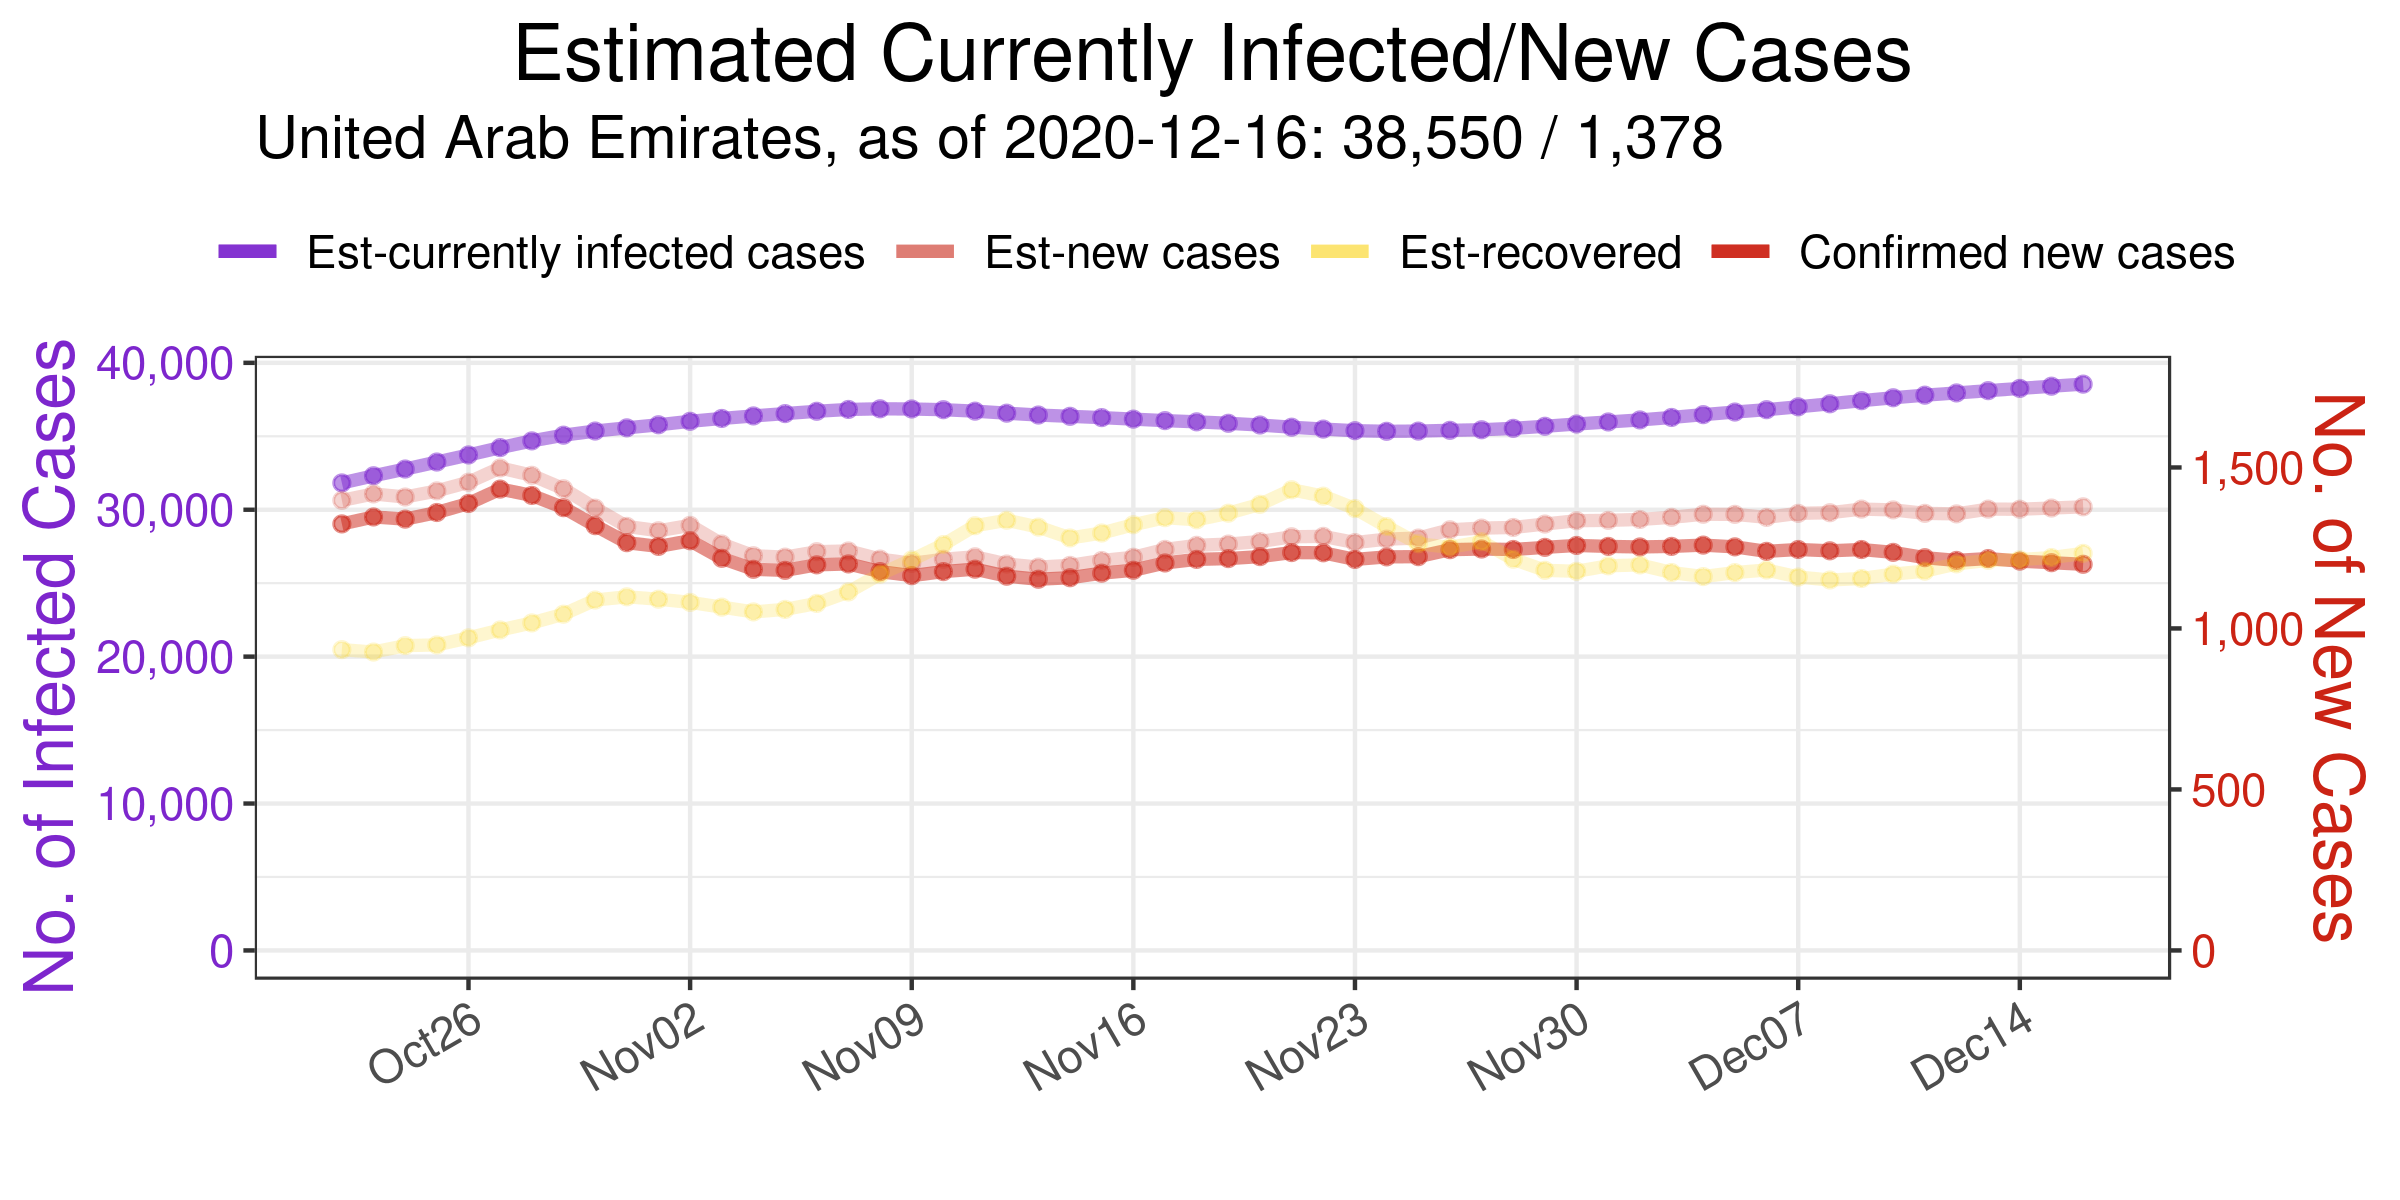 Estimated Currently Infected/New Cases
United Arab Emirates, as of 2020-12-16: 38,550 / 1,378
Est-currently infected cases Est-new cases Est-recovered Confirmed new cases
No. of Infected Cases
40,000
30,000
20,000
10,000
0
1,500
1,000
500
0
No. of New Cases
Oct26 Nov02 Nov09 Nov16 Nov23 Nov30 Dec07 Dec14